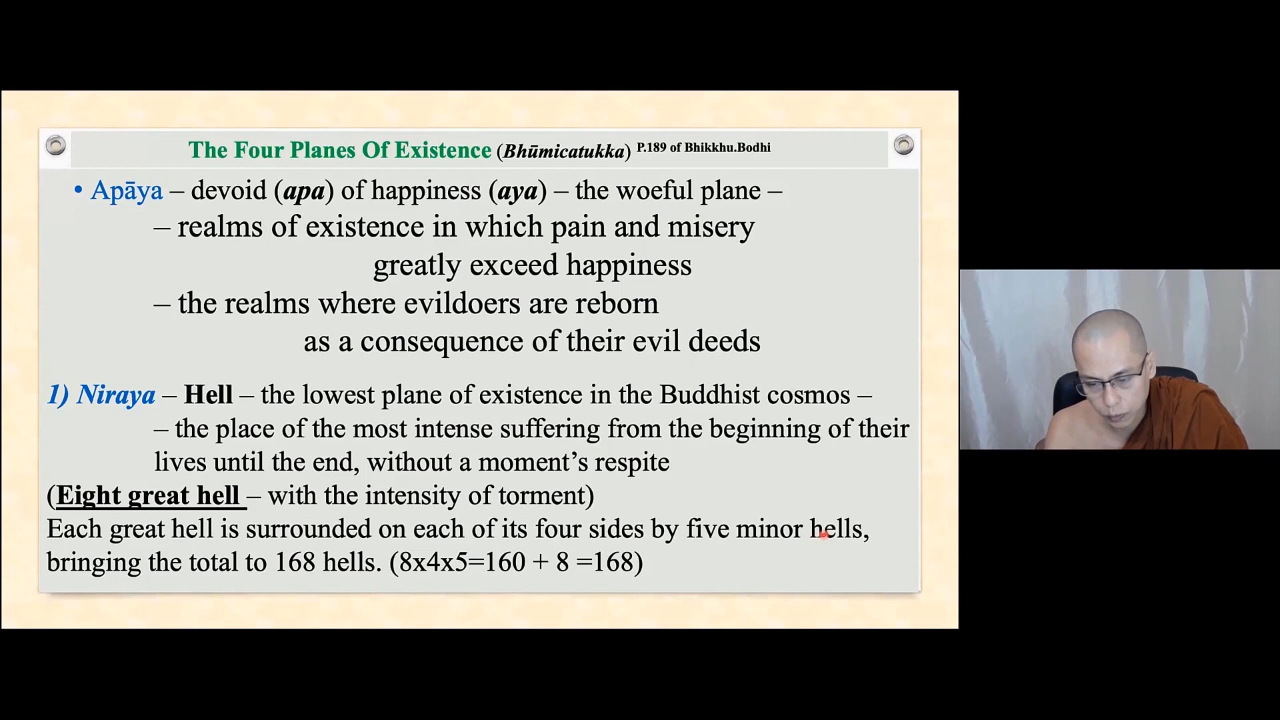 The Four Planes Of Existence (Bhūmicatukka) P.189 of Bhikkhu.Bodhi
• Apāya – devoid (apa) of happiness (aya) – the woeful plane –
– realms of existence in which pain and misery
greatly exceed happiness
– the realms where evildoers are reborn
as a consequence of their evil deeds
1) Niraya – Hell – the lowest plane of existence in the Buddhist cosmos –
– the place of the most intense suffering from the beginning of their
lives until the end, without a moment’s respite
(Eight great hell – with the intensity of torment)
Each great hell is surrounded on each of its four sides by five minor hells,
bringing the total to 168 hells. (8x4x5=160 + 8 =168)